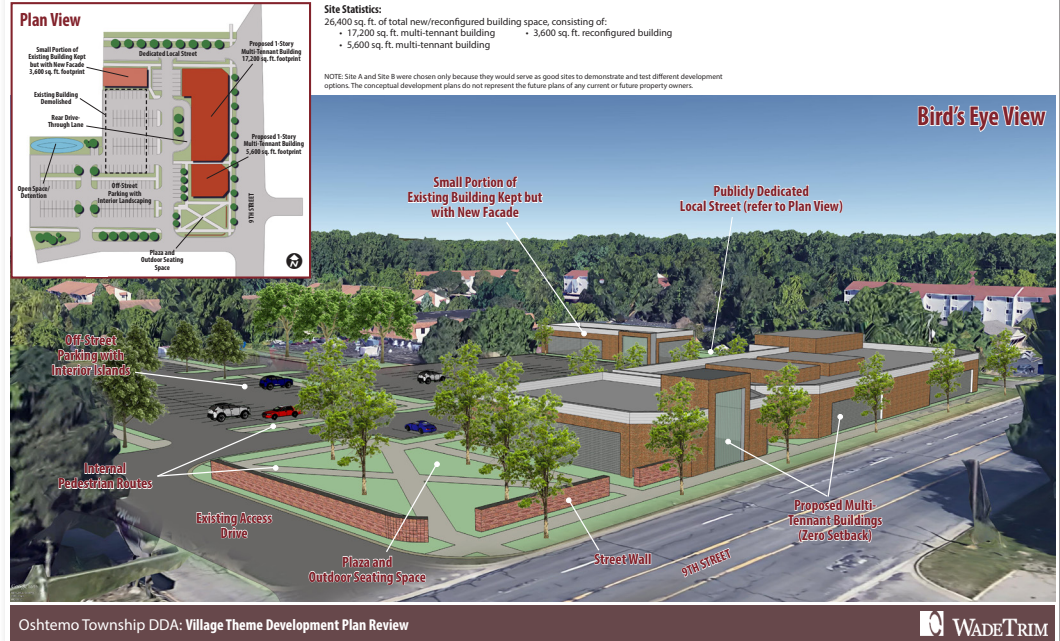 Plan View
Small Portion of
Existing Building Kept
but with New Facade
3,600 sq. ft. footprint
Dedicated Local Street
Proposed 1-Story
Multi-Tennant Building
17,200 sq. ft. footprint
Existing Building
Demolished
Rear Drive-
Through Lane
Proposed 1-Story
Multi-Tennant Building
5,600 sq. ft. footprint
Open Space/
Detention
Off-Street
Parking with
Interior Landscaping
9TH STREET
Plaza and
Outdoor Seating
Space
N
Site Statistics:
26,400 sq. ft. of total new/reconfigured building space, consisting of:
• 17,200 sq. ft. multi-tennant building
• 3,600 sq. ft. reconfigured building
• 5,600 sq. ft. multi-tennant building
NOTE: Site A and Site B were chosen only because they would serve as good sites to demonstrate and test different development
options. The conceptual development plans do not represent the future plans of any current or future property owners.
Bird's Eye View
Small Portion of
Existing Building Kept but
with New Facade
Publicly Dedicated
Local Street (refer to Plan View)
Off-Street
Parking with
Interior Islands
Internal
Pedestrian Routes
Existing Access
Drive
Plaza and
Outdoor Seating Space
Street Wall
9TH STREET
Proposed Multi-
Tennant Buildings
(Zero Setback)
Oshtemo Township DDA: Village Theme Development Plan Review
WADETRIM